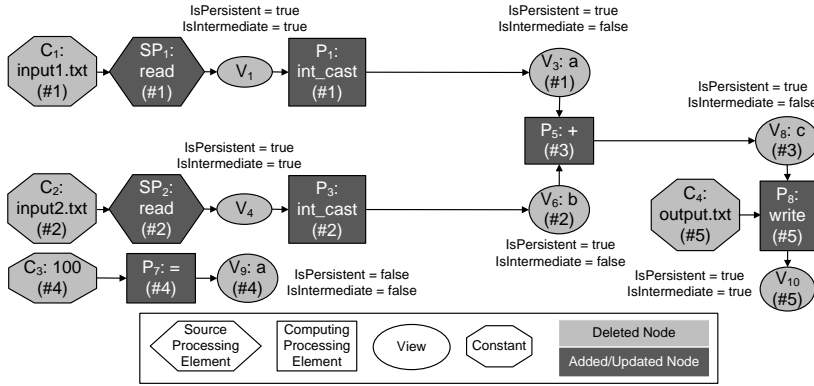 IsPersistent = true
IsIntermediate = true
IsPersistent = true
IsIntermediate = false
C1:
input1.txt
(#1)
SP1:
read
(#1)
V1
P1:
int_cast
(#1)
V3: a
(#1)
IsPersistent = true
IsIntermediate = false
P5: +
(#3)
V8: c
(#3)
IsPersistent = true
IsIntermediate = true
C2:
input2.txt
(#2)
SP2:
read
(#2)
V4
P3:
int_cast
(#2)
V6: b
(#2)
C4:
output.txt
(#5)
P8:
write
(#5)
IsPersistent = true
IsIntermediate = false
C3: 100
(#4)
P7: =
(#4)
V9: a
(#4)
IsPersistent = false
IsIntermediate = false
IsPersistent = true
IsIntermediate = true
V10
(#5)
Source
Processing
Element
Computing
Processing
Element
View
Constant
Deleted Node
Added/Updated Node